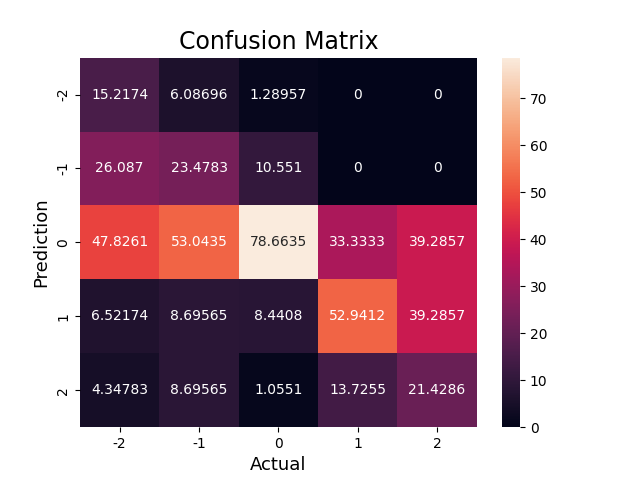 Confusion Matrix
-2 15.2174 6.08696 1.28957 0 0
-1 26.087 23.4783 10.551 0 0
0 47.8261 53.0435 78.6635 33.3333 39.2857
1 6.52174 8.69565 8.4408 52.9412 39.2857
2 4.34783 8.69565 1.0551 13.7255 21.4286
-2 -1 0 1 2
Actual
Prediction
70
60
50
40
30
20
10
0